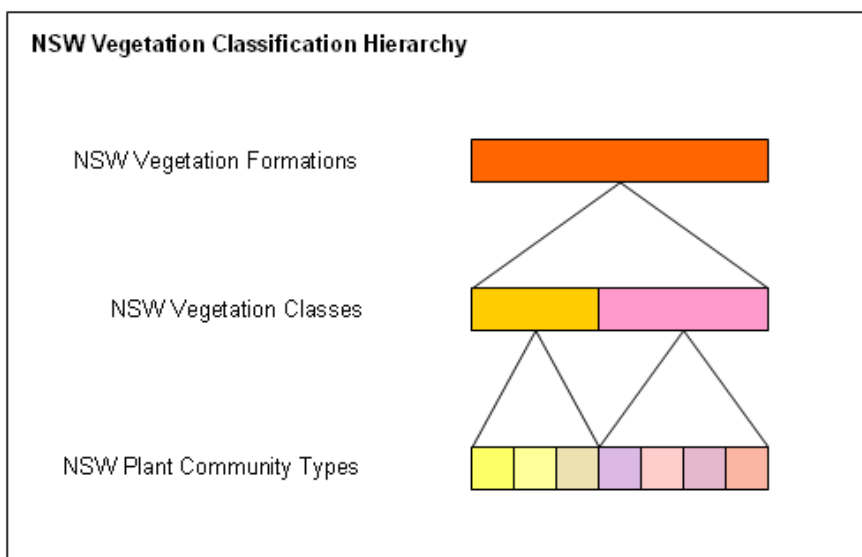 NSW Vegetation Classification Hierarchy
NSW Vegetation Formations
NSW Vegetation Classes
NSW Plant Community Types